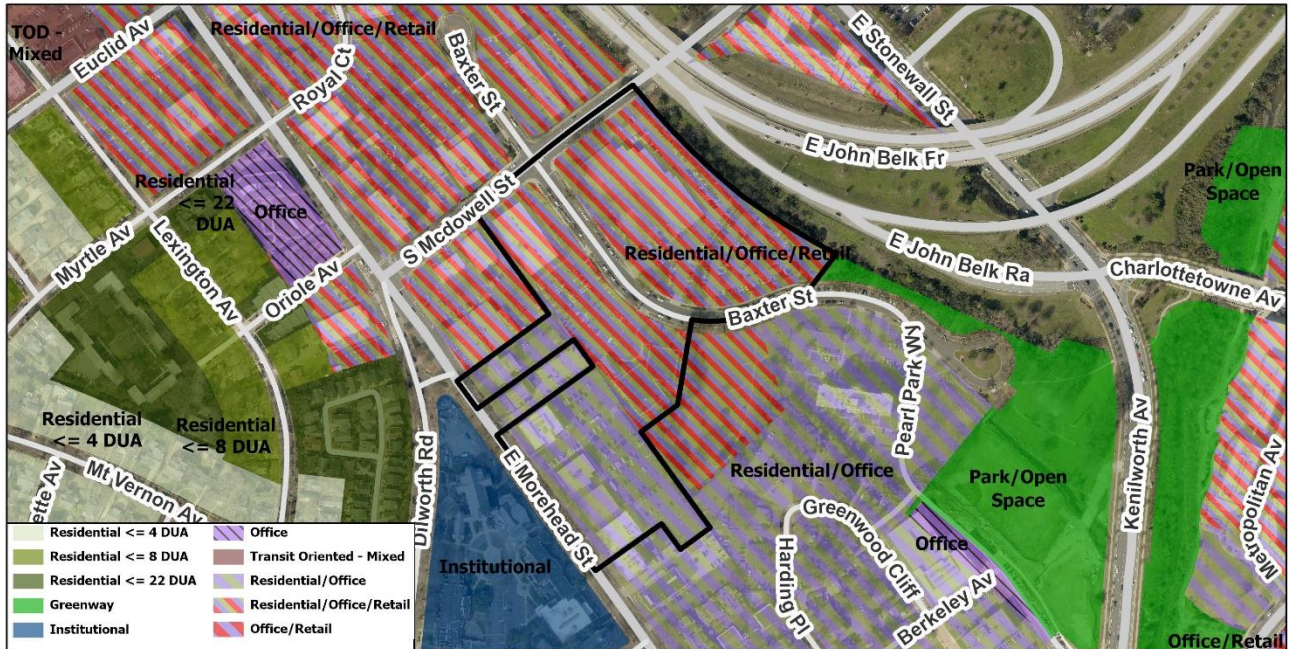 TOD -
Mixed
Euclid Av
Residential/Office/Retail
Royal Ct
Baxter St
E Stonewall St
E John Belk Fr
Park/Open
Space
Residential
<= 22
DUA
Office
S Mcdowell St
Myrtle Av
Lexington Av
Oriole Av
Residential/Office/Retail
E John Belk Ra
Charlottetowne Av
Baxter St
Pearl Park Wy
Residential
<= 4 DUA
Residential
<= 8 DUA
Mt Vernon Av
ette Av
Dilworth Rd
E Morehead St
Residential/Office
Park/Open
Space
Kenilworth Av
Metropolitan Av
Institutional
Harding Pl
Greenwood Cliff
Office
Berkeley Av
Office/Retail
Residential <= 4 DUA
Residential <= 8 DUA
Residential <= 22 DUA
Greenway
Institutional
Office
Transit Oriented - Mixed
Residential/Office
Residential/Office/Retail
Office/Retail